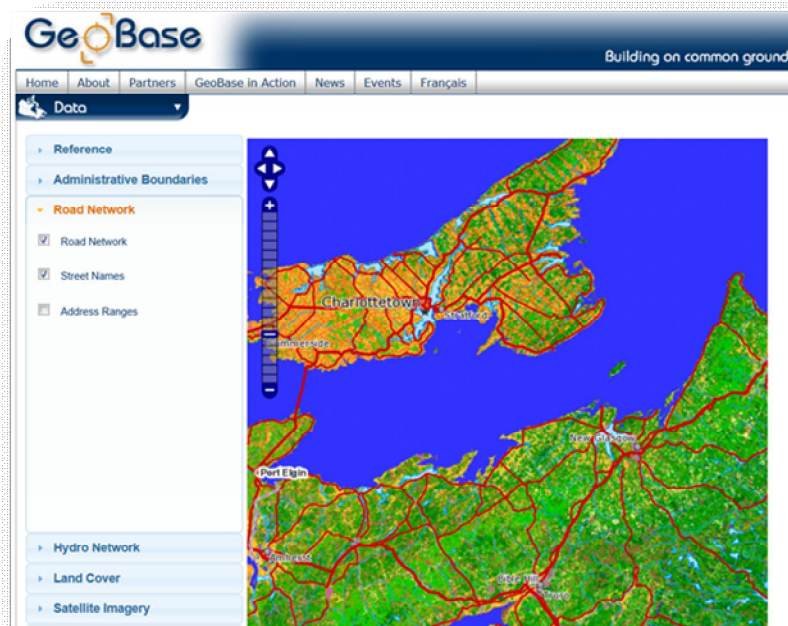 GeoBase
Building on common ground
Home About Partners GeoBase in Action News Events Français
Data
Reference
Administrative Boundaries
Road Network
Road Network
Street Names
Address Ranges
Hydro Network
Land Cover
Satellite Imagery
Charlottetown
Stratford
Summerside
New Glasgow
Port Elgin
Amherst
Bible Hill
Truro